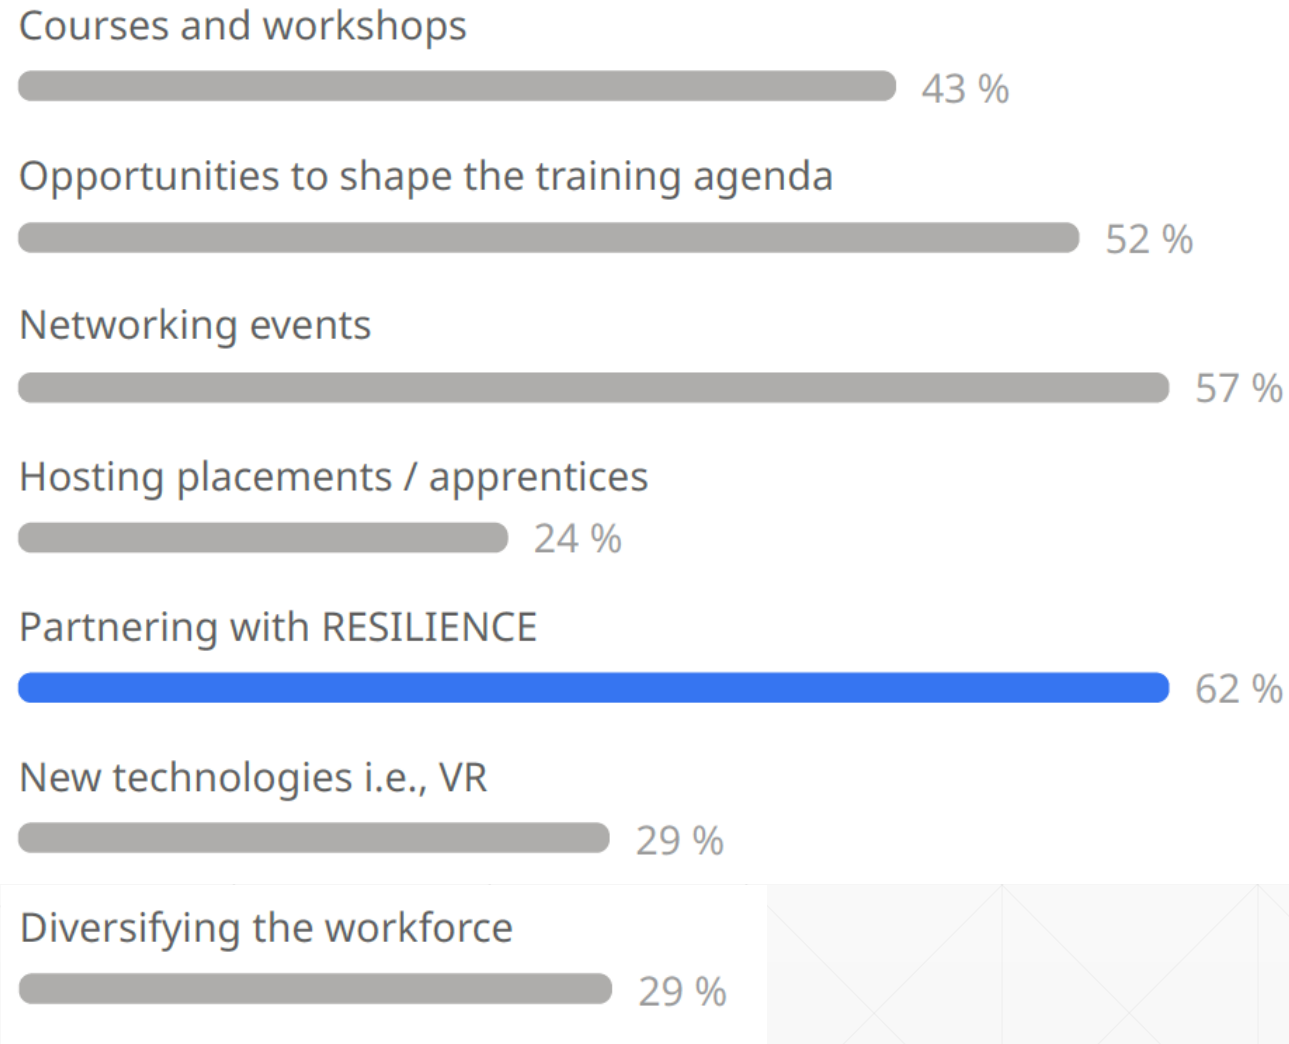 Courses and workshops
43 %
Opportunities to shape the training agenda
52 %
Networking events
57 %
Hosting placements / apprentices
24 %
Partnering with RESILIENCE
62 %
New technologies i.e., VR
29 %
Diversifying the workforce
29 %